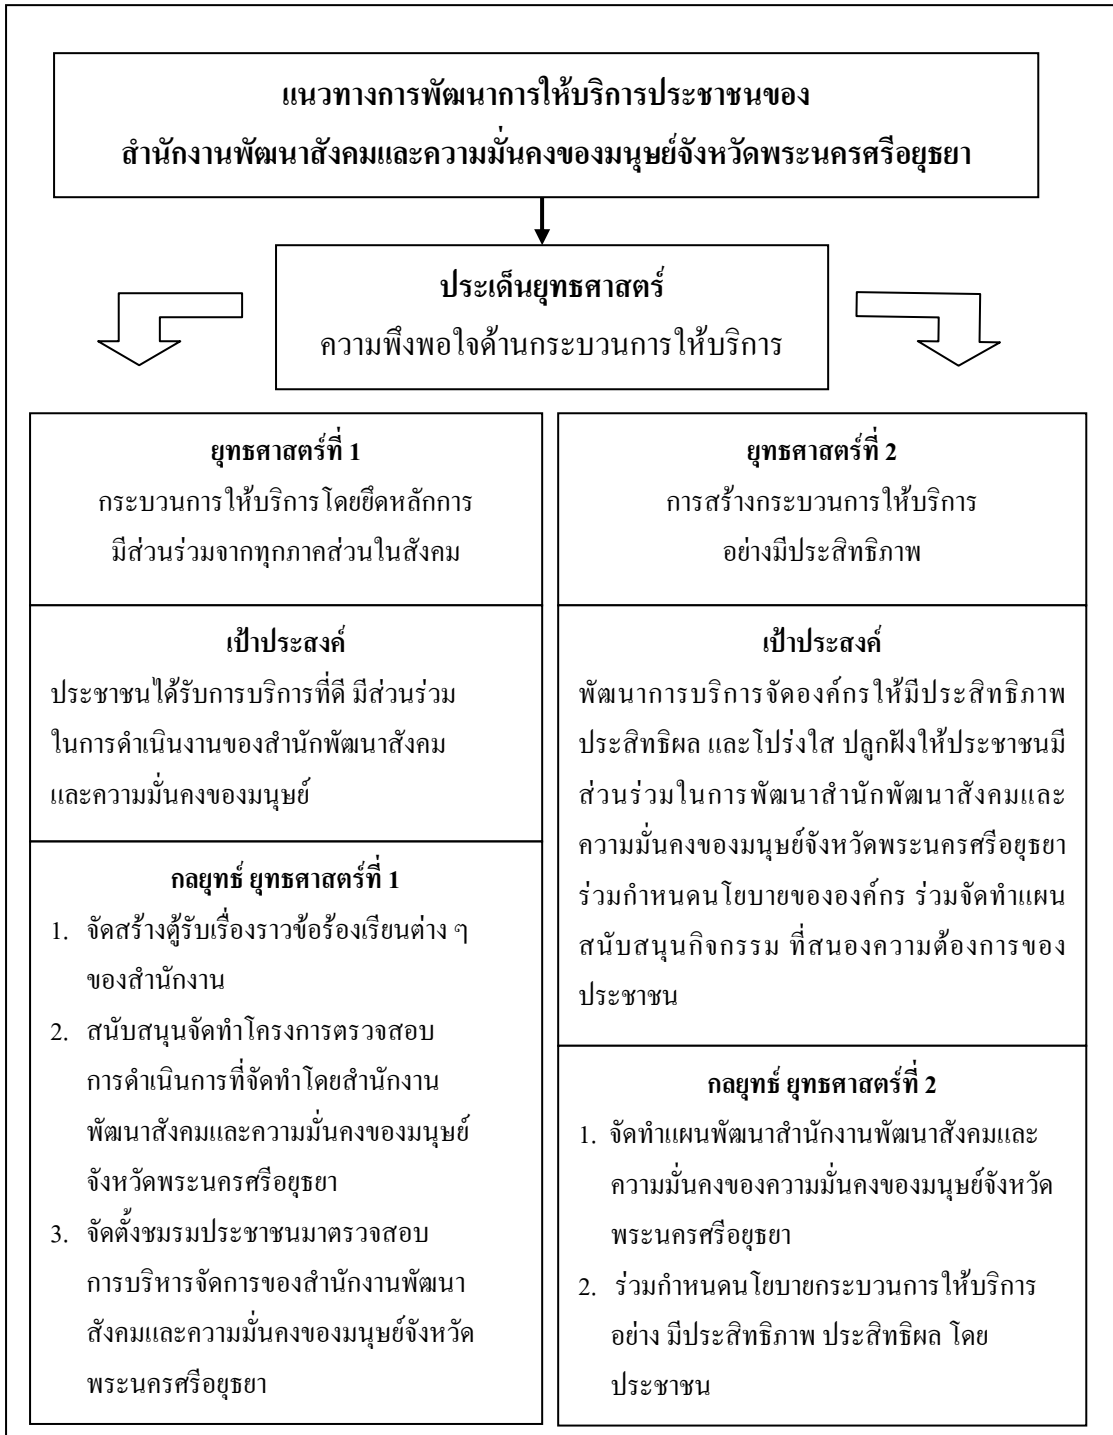 แนวทางการพัฒนาการให้บริการประชาชนของ
สำนักงานพัฒนาสังคมและความมั่นคงของมนุษย์จังหวัดพระนครศรีอยุธยา
ประเด็นยุทธศาสตร์
ความพึงพอใจด้านกระบวนการให้บริการ
ยุทธศาสตร์ที่ 1
กระบวนการให้บริการโดยยึดหลักการ
มีส่วนร่วมจากทุกภาคส่วนในสังคม
เป้าประสงค์
ประชาชนได้รับการบริการที่ดี มีส่วนร่วม
ในการดำเนินงานของสำนักพัฒนาสังคม
และความมั่นคงของมนุษย์
กลยุทธ์ ยุทธศาสตร์ที่ 1
1. จัดสร้างตู้รับเรื่องราวข้อร้องเรียนต่าง ๆ
ของสำนักงาน
2. สนับสนุนจัดทำโครงการตรวจสอบ
การดำเนินการที่จัดทำโดยสำนักงาน
พัฒนาสังคมและความมั่นคงของมนุษย์
จังหวัดพระนครศรีอยุธยา
3. จัดตั้งชมรมประชาชนมาตรวจสอบ
การบริหารจัดการของสำนักงานพัฒนา
สังคมและความมั่นคงของมนุษย์จังหวัด
พระนครศรีอยุธยา
ยุทธศาสตร์ที่ 2
การสร้างกระบวนการให้บริการ
อย่างมีประสิทธิภาพ
เป้าประสงค์
พัฒนาการบริการจัดองค์กรให้มีประสิทธิภาพ
ประสิทธิผล และโปร่งใส ปลูกฝังให้ประชาชนมี
ส่วนร่วมในการพัฒนาสำนักพัฒนาสังคมและ
ความมั่นคงของมนุษย์จังหวัดพระนครศรีอยุธยา
ร่วมกำหนดนโยบายขององค์กร ร่วมจัดทำแผน
สนับสนุนกิจกรรม ที่สนองความต้องการของ
ประชาชน
กลยุทธ์ ยุทธศาสตร์ที่ 2
1. จัดทำแผนพัฒนาสำนักงานพัฒนาสังคมและ
ความมั่นคงของความมั่นคงของมนุษย์จังหวัด
พระนครศรีอยุธยา
2. ร่วมกำหนดนโยบายกระบวนการให้บริการ
อย่าง มีประสิทธิภาพ ประสิทธิผล โดย
ประชาชน